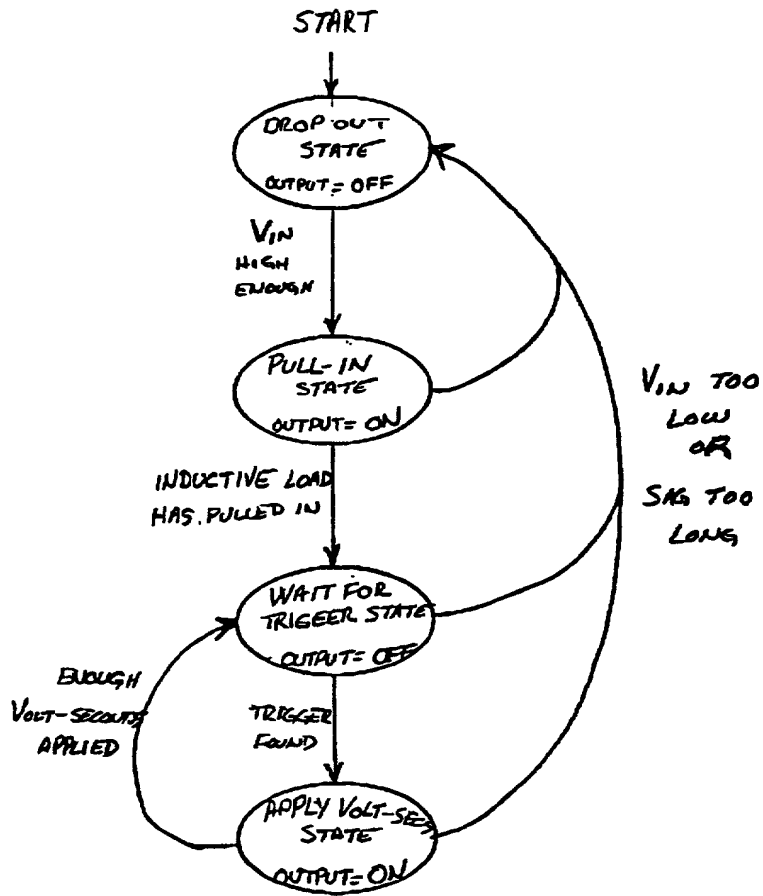 START
DROP OUT
STATE
OUTPUT = OFF
VIN
HIGH
ENOUGH
PULL-IN
STATE
OUTPUT = ON
VIN TOO
LOW
OR
SAG TOO
LONG
INDUCTIVE LOAD
HAS PULLED IN
WAIT FOR
TRIGGER STATE
OUTPUT = OFF
ENOUGH
VOLT-SECONDS
APPLIED
TRIGGER
FOUND
APPLY VOLT-SECS
STATE
OUTPUT = ON